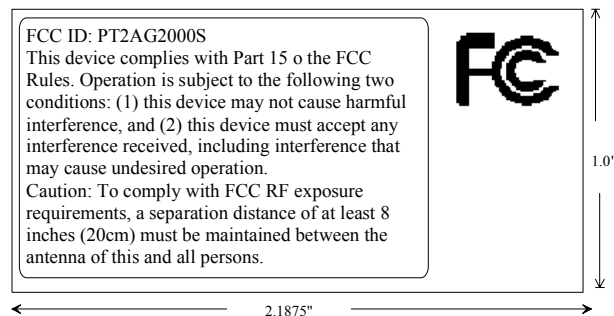 FCC ID: PT2AG2000S
This device complies with Part 15 o the FCC
Rules. Operation is subject to the following two
conditions: (1) this device may not cause harmful
interference, and (2) this device must accept any
interference received, including interference that
may cause undesired operation.
Caution: To comply with FCC RF exposure
requirements, a separation distance of at least 8
inches (20cm) must be maintained between the
antenna of this and all persons.
FCC
1.0'
2.1875"